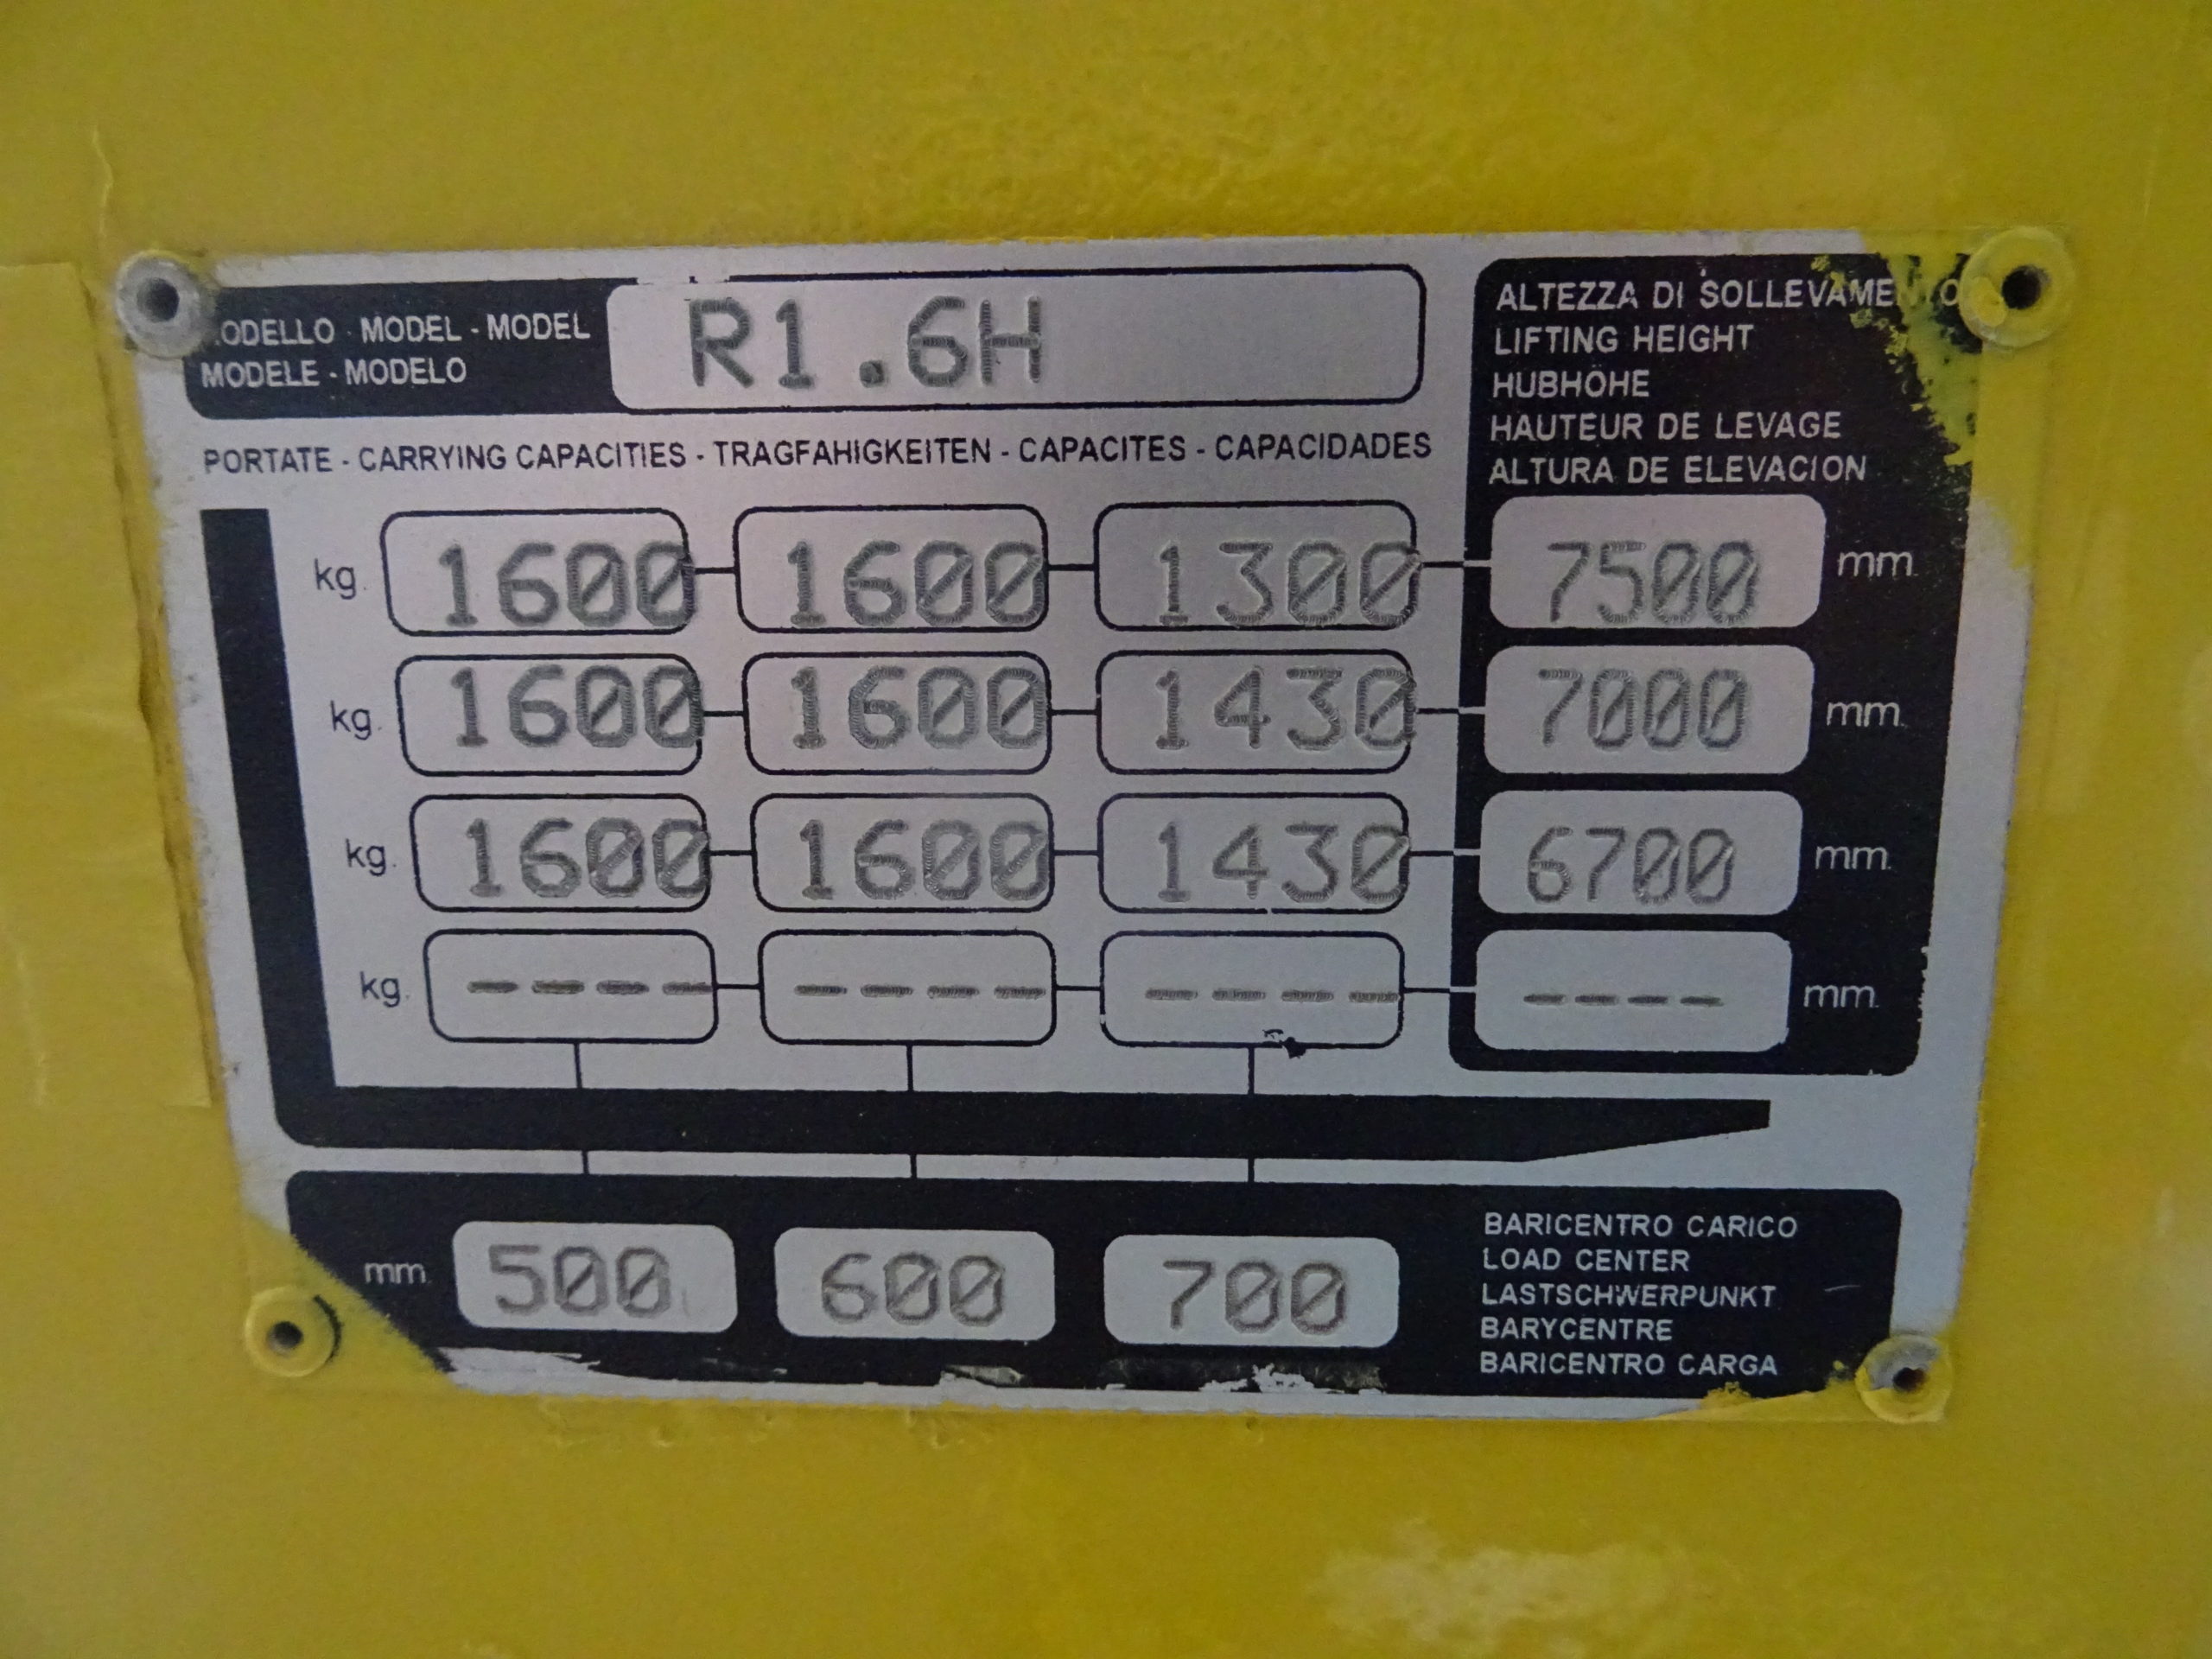 MODELLO - MODEL - MODEL
MODELE - MODELO
R1.6H
ALTEZZA DI SOLLEVAMENTO
LIFTING HEIGHT
HUBHOHE
HAUTEUR DE LEVAGE
ALTURA DE ELEVACION
PORTATE - CARRYING CAPACITIES - TRAGFAHIGKEITEN - CAPACITES - CAPACIDADES
kg. 1600 1600 1300 7500 mm.
kg. 1600 1600 1430 7000 mm.
kg. 1600 1600 1430 6700 mm.
kg. ---- ---- ---- ---- mm.
mm. 500 600 700
BARICENTRO CARICO
LOAD CENTER
LASTSCHWERPUNKT
BARYCENTRE
BARICENTRO CARGA